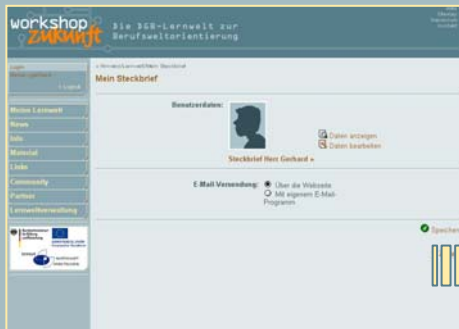 workshop
zukunft
Die DGB-Lernwelt zur
Berufsweltorientierung
Mein Steckbrief
Benutzerdaten:
Daten anzeigen
Daten bearbeiten
Steckbrief Herr Gerhard »
E-Mail-Versendung:
Über die Webseite
Mit eigenem E-Mail-
Programm
Speichern
Logout
Meine Lernwelt
News
Info
Material
Links
Community
Partner
Lernweltverwaltung